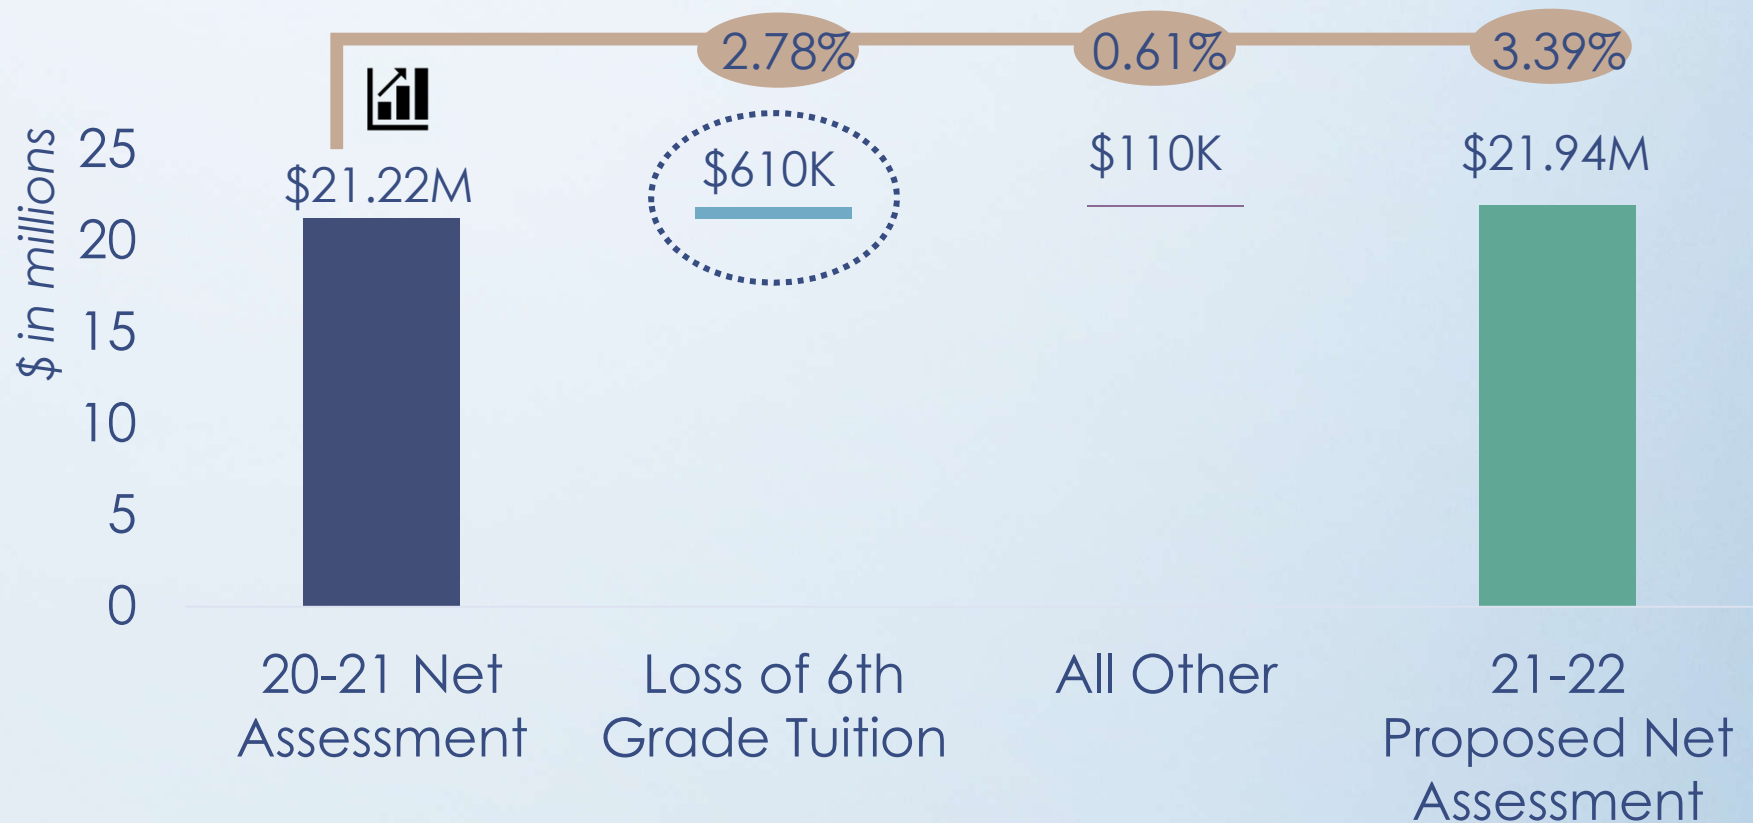 2.78%
0.61%
3.39%
$ in millions
25
20
15
10
5
0
$21.22M
$610K
$110K
$21.94M
20-21 Net
Assessment
Loss of 6th
Grade Tuition
All Other
21-22
Proposed Net
Assessment